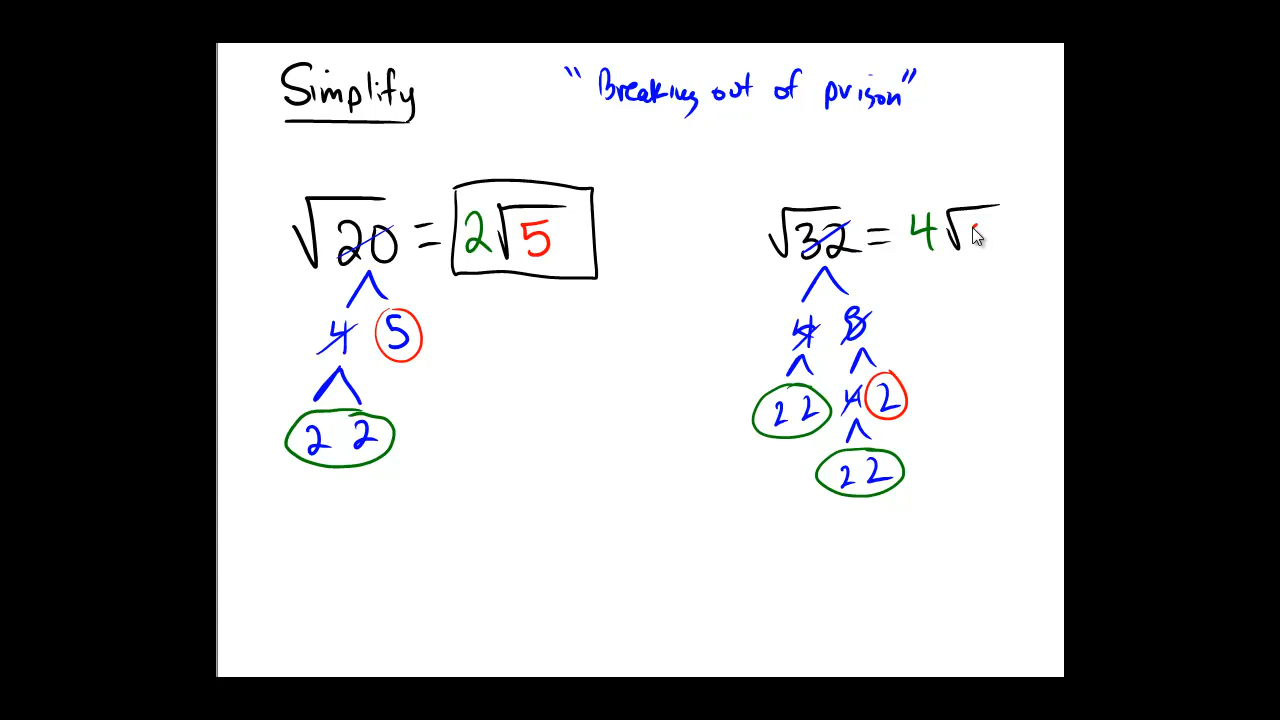 Simplify "Breaking out of prison"
√20 = 2√5 √32 = 4√
4 5 4 8
2 2 2 2 4 2
2 2